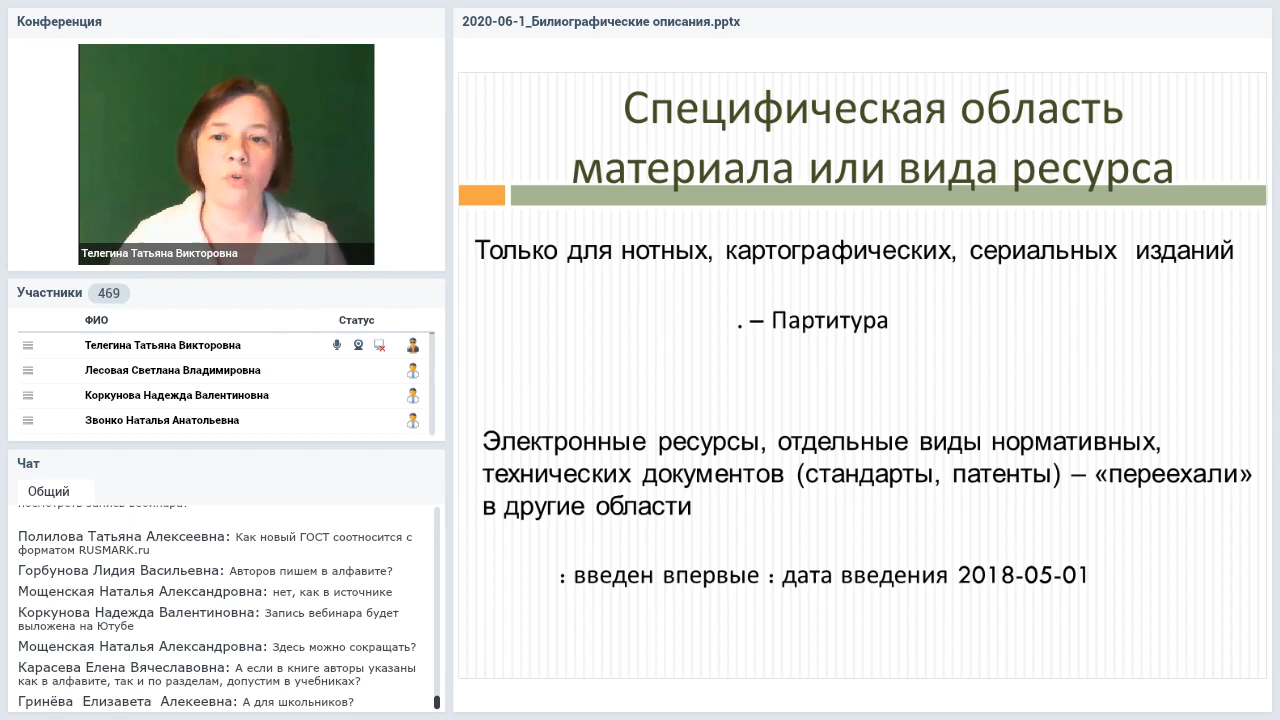 Конференция
Телегина Татьяна Викторовна
Участники 469
ФИО Статус
Телегина Татьяна Викторовна
Лесовая Светлана Владимировна
Коркунова Надежда Валентиновна
Звонко Наталья Анатольевна
Чат
Общий
посмотреть запись вебинара?
Полилова Татьяна Алексеевна: Как новый ГОСТ соотносится с
форматом RUSMARK.ru
Горбунова Лидия Васильевна: Авторов пишем в алфавите?
Мощенская Наталья Александровна: нет, как в источнике
Коркунова Надежда Валентиновна: Запись вебинара будет
выложена на Ютубе
Мощенская Наталья Александровна: Здесь можно сокращать?
Карасева Елена Вячеславовна: А если в книге авторы указаны
как в алфавите, так и по разделам, допустим в учебниках?
Гринёва Елизавета Алекеевна: А для школьников?
2020-06-1_Билиографические описания.pptx
Специфическая область
материала или вида ресурса
Только для нотных, картографических, сериальных изданий
. – Партитура
Электронные ресурсы, отдельные виды нормативных,
технических документов (стандарты, патенты) – «переехали»
в другие области
: введен впервые : дата введения 2018-05-01